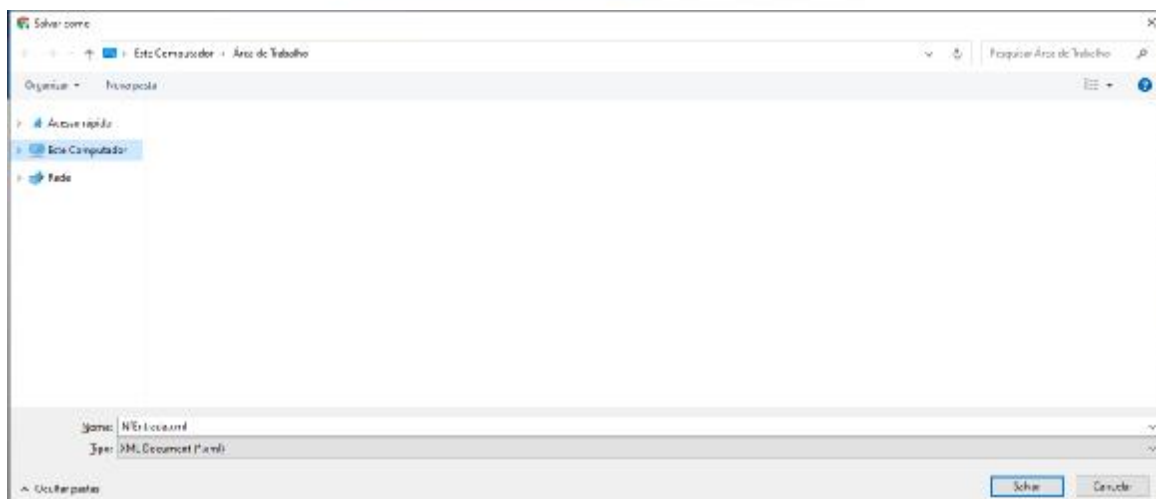 Salvar como
Este Computador › Área de Trabalho
Pesquisar Área de Trabalho
Organizar
Nova pasta
Acesso rápido
Este Computador
Rede
Nome:
Tipo: XML Document (*.xml)
Ocultar pastas
Salvar
Cancelar